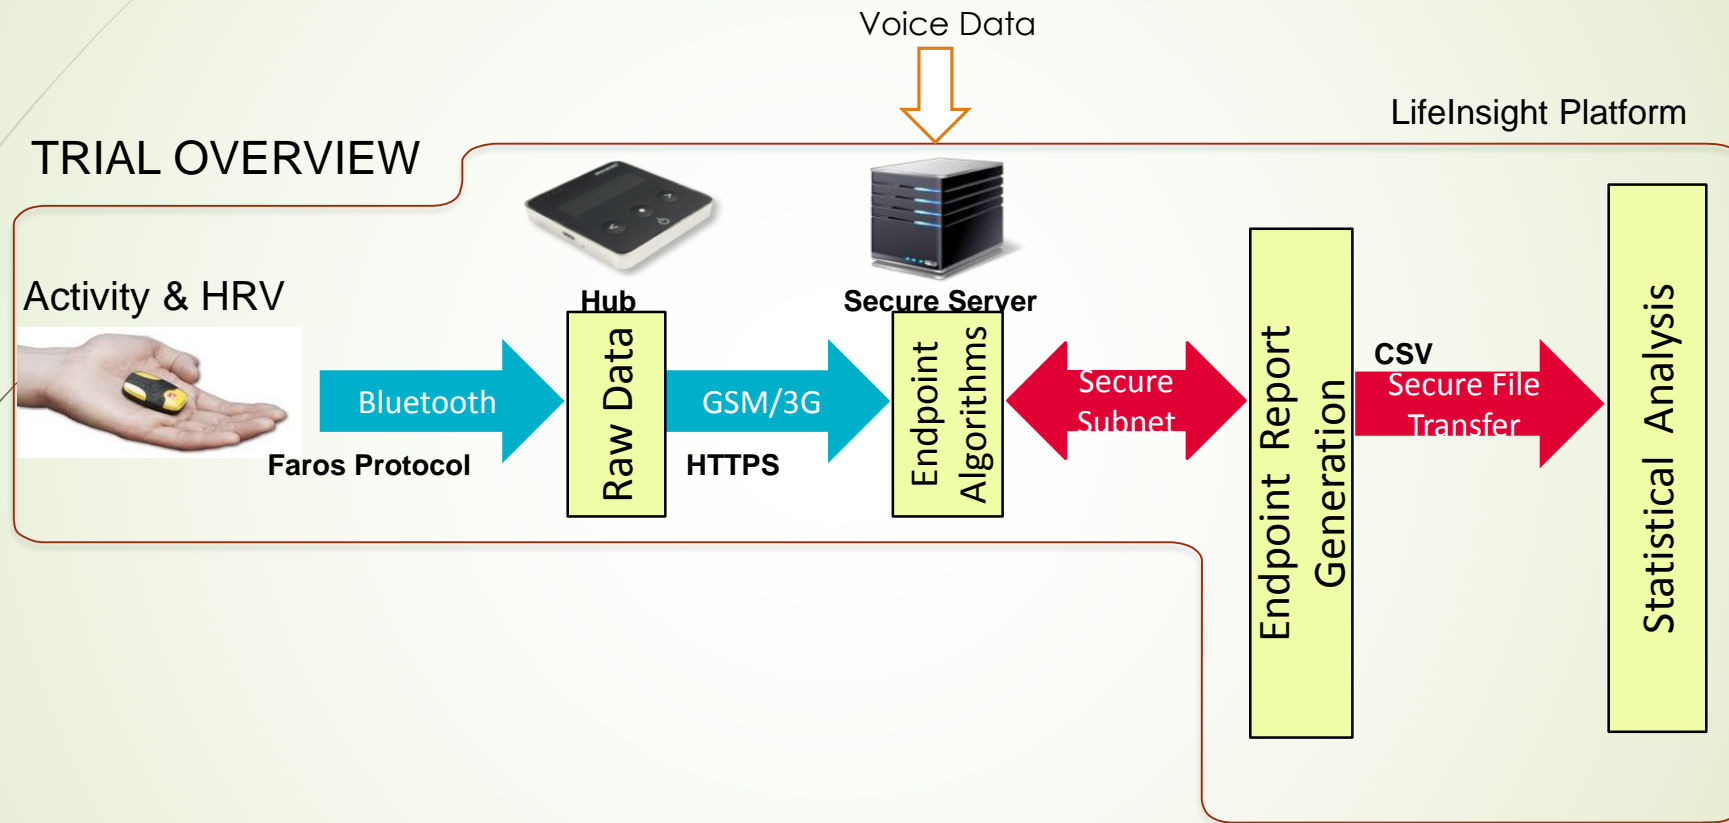 Voice Data
LifeInsight Platform
TRIAL OVERVIEW
Activity & HRV
Hub
Secure Server
Bluetooth
Faros Protocol
Raw Data
GSM/3G
HTTPS
Endpoint
Algorithms
Secure
Subnet
Endpoint Report
Generation
CSV
Secure File
Transfer
Statistical Analysis